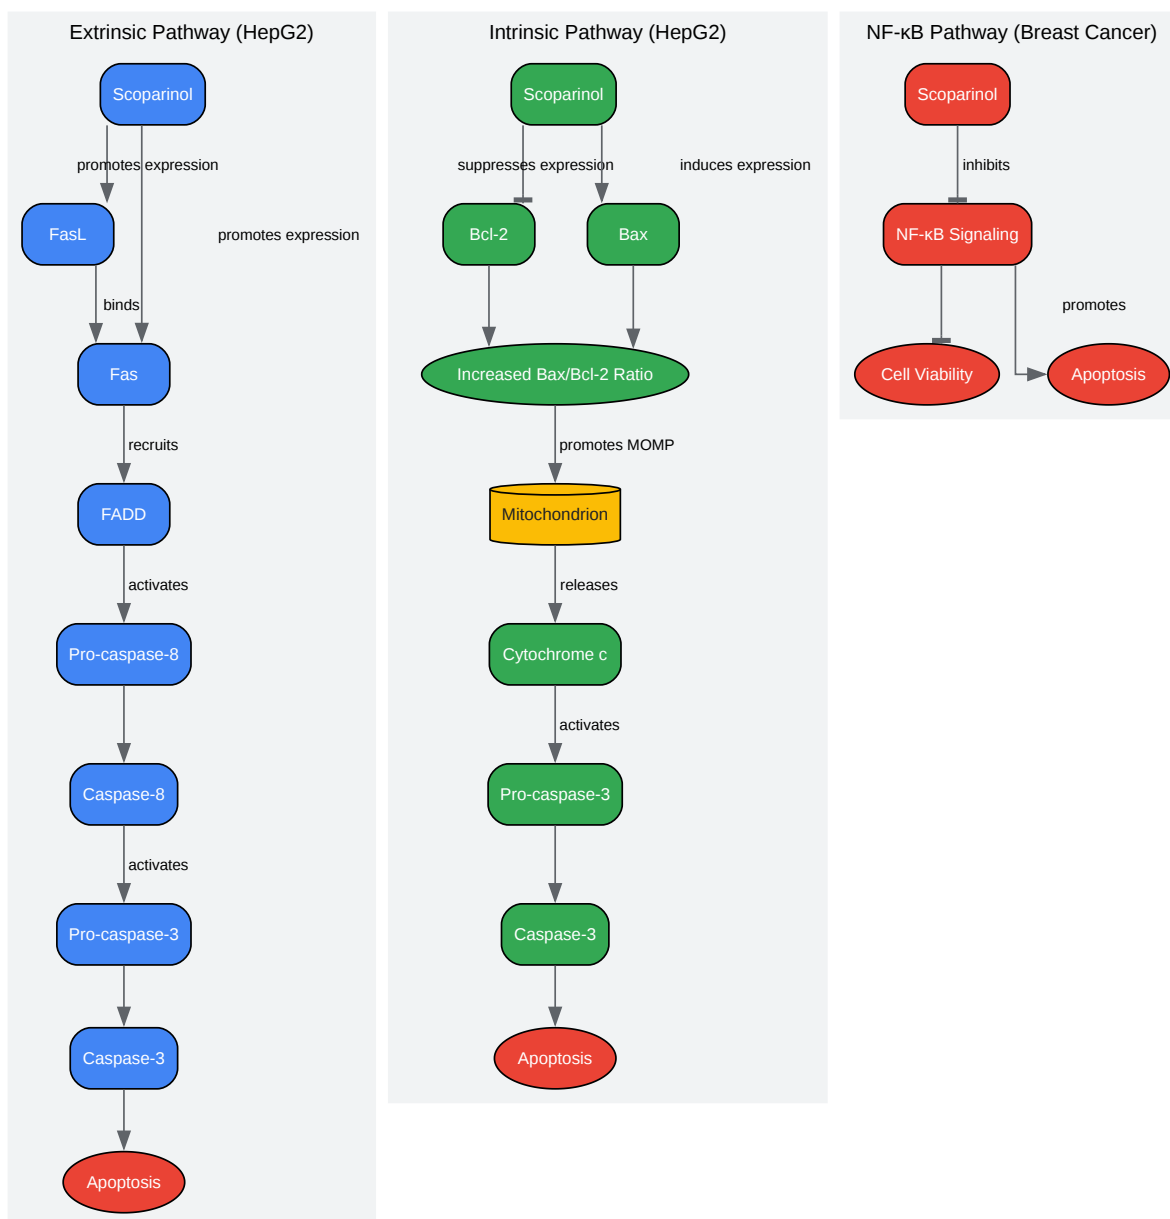 Extrinsic Pathway (HepG2)
Scoparinol
promotes expression
FasL
promotes expression
binds
Fas
recruits
FADD
activates
Pro-caspase-8
Caspase-8
activates
Pro-caspase-3
Caspase-3
Apoptosis
Intrinsic Pathway (HepG2)
Scoparinol
suppresses expression
induces expression
Bcl-2
Bax
Increased Bax/Bcl-2 Ratio
promotes MOMP
Mitochondrion
releases
Cytochrome c
activates
Pro-caspase-3
Caspase-3
Apoptosis
NF-κB Pathway (Breast Cancer)
Scoparinol
inhibits
NF-κB Signaling
promotes
Cell Viability
Apoptosis